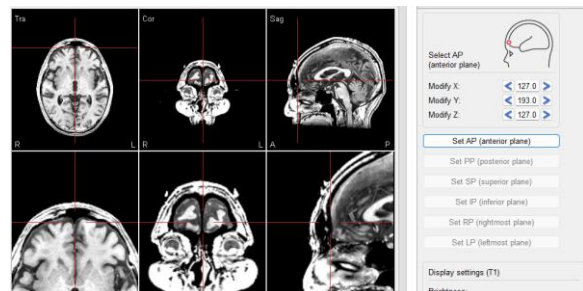 Tra
Cor
Sag
R
L
R
L
A
P
Select AP
(anterior plane)
Modify X:
127.0
Modify Y:
193.0
Modify Z:
127.0
Set AP (anterior plane)
Set PP (posterior plane)
Set SP (superior plane)
Set IP (inferior plane)
Set RP (rightmost plane)
Set LP (leftmost plane)
Display settings (T1)
Brightness: